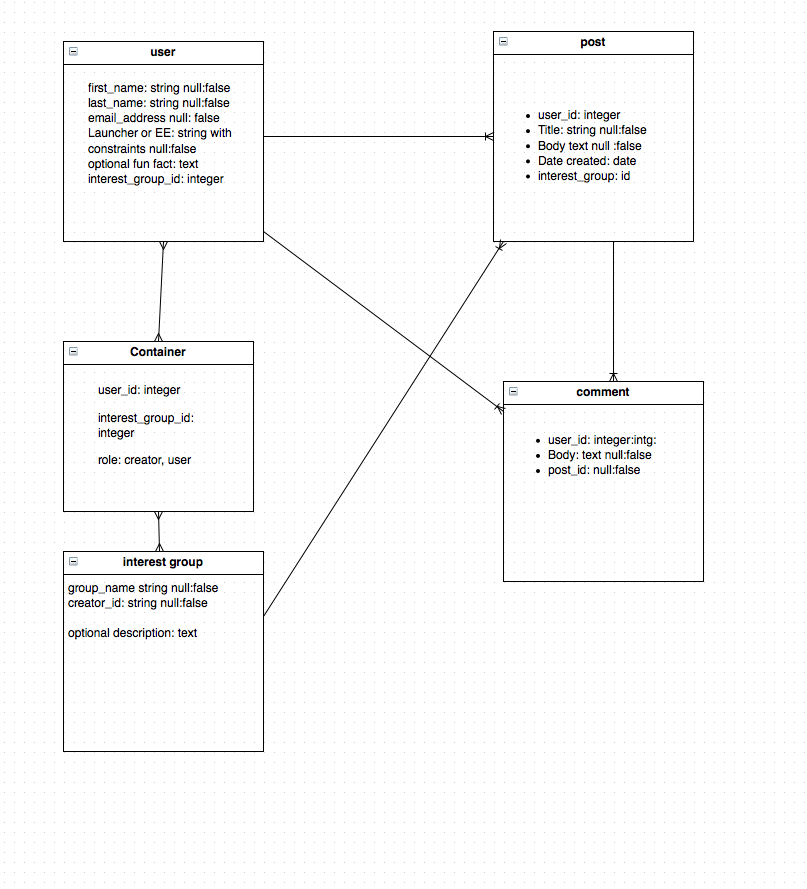 user
first_name: string null:false
last_name: string null:false
email_address null: false
Launcher or EE: string with
constraints null:false
optional fun fact: text
interest_group_id: integer
post
user_id: integer
Title: string null:false
Body text null :false
Date created: date
interest_group: id
Container
user_id: integer
interest_group_id:
integer
role: creator, user
comment
user_id: integer:intg:
Body: text null:false
post_id: null:false
interest group
group_name string null:false
creator_id: string null:false
optional description: text